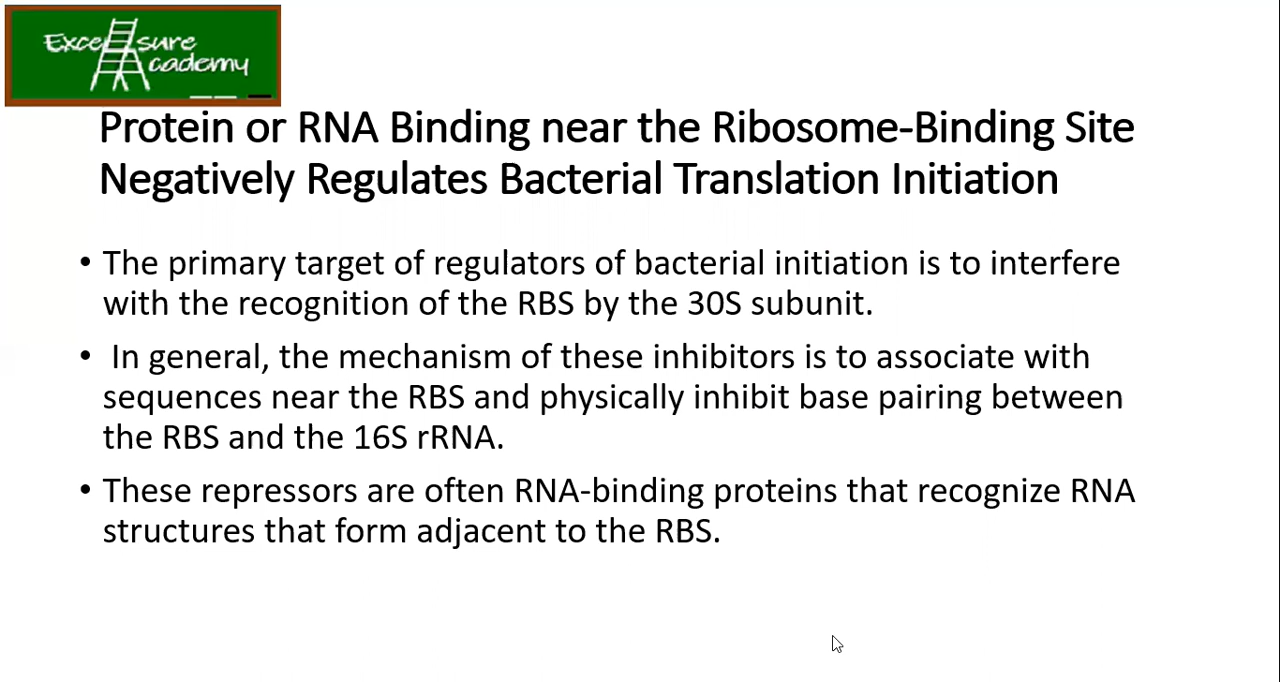 Excel sure
Academy
Protein or RNA Binding near the Ribosome-Binding Site
Negatively Regulates Bacterial Translation Initiation
• The primary target of regulators of bacterial initiation is to interfere
with the recognition of the RBS by the 30S subunit.
• In general, the mechanism of these inhibitors is to associate with
sequences near the RBS and physically inhibit base pairing between
the RBS and the 16S rRNA.
• These repressors are often RNA-binding proteins that recognize RNA
structures that form adjacent to the RBS.